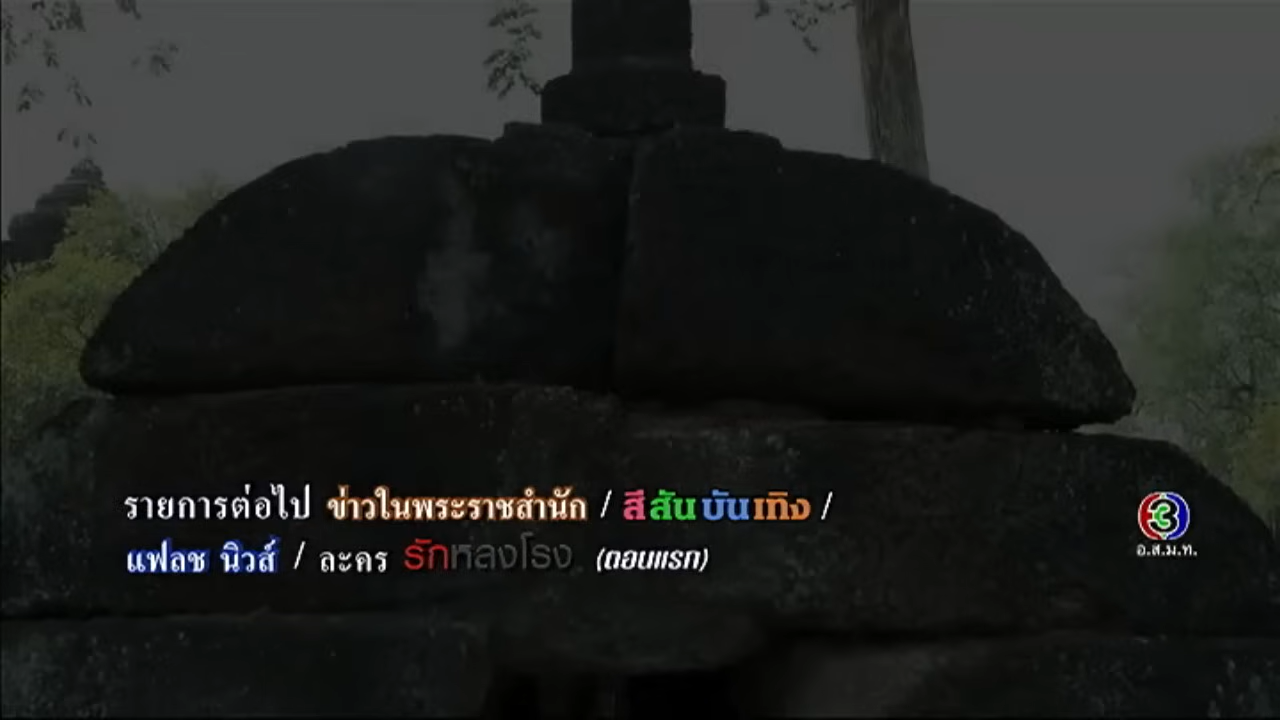 รายการต่อไป ข่าวในพระราชสำนัก / สีสันบันเทิง /
แฟลช นิวส์ / ละคร รักหลงโรง (ตอนแรก)
3
อ.ส.ม.ท.